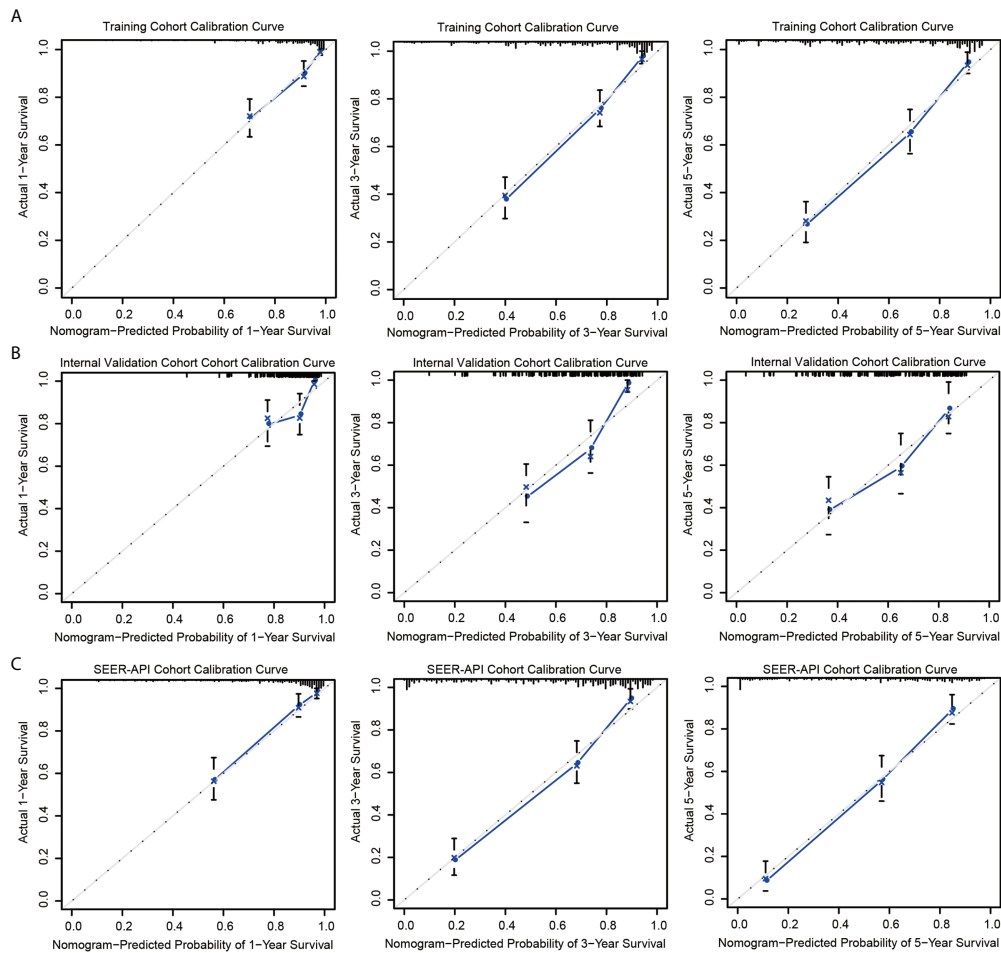 A
Training Cohort Calibration Curve
Training Cohort Calibration Curve
Training Cohort Calibration Curve
Actual 1−Year Survival
0.0 0.2 0.4 0.6 0.8 1.0
0.0 0.2 0.4 0.6 0.8 1.0
Nomogram−Predicted Probability of 1−Year Survival
Actual 3−Year Survival
0.0 0.2 0.4 0.6 0.8 1.0
0.0 0.2 0.4 0.6 0.8 1.0
Nomogram−Predicted Probability of 3−Year Survival
Actual 5−Year Survival
0.0 0.2 0.4 0.6 0.8 1.0
0.0 0.2 0.4 0.6 0.8 1.0
Nomogram−Predicted Probability of 5−Year Survival
B
Internal Validation Cohort Cohort Calibration Curve
Internal Validation Cohort Calibration Curve
Internal Validation Cohort Calibration Curve
Actual 1−Year Survival
0.0 0.2 0.4 0.6 0.8 1.0
0.0 0.2 0.4 0.6 0.8 1.0
Nomogram−Predicted Probability of 1−Year Survival
Actual 3−Year Survival
0.0 0.2 0.4 0.6 0.8 1.0
0.0 0.2 0.4 0.6 0.8 1.0
Nomogram−Predicted Probability of 3−Year Survival
Actual 5−Year Survival
0.0 0.2 0.4 0.6 0.8 1.0
0.0 0.2 0.4 0.6 0.8 1.0
Nomogram−Predicted Probability of 5−Year Survival
C
SEER-API Cohort Calibration Curve
SEER-API Cohort Calibration Curve
SEER-API Cohort Calibration Curve
Actual 1−Year Survival
0.0 0.2 0.4 0.6 0.8 1.0
0.0 0.2 0.4 0.6 0.8 1.0
Nomogram−Predicted Probability of 1−Year Survival
Actual 3−Year Survival
0.0 0.2 0.4 0.6 0.8 1.0
0.0 0.2 0.4 0.6 0.8 1.0
Nomogram−Predicted Probability of 3−Year Survival
Actual 5−Year Survival
0.0 0.2 0.4 0.6 0.8 1.0
0.0 0.2 0.4 0.6 0.8 1.0
Nomogram−Predicted Probability of 5−Year Survival